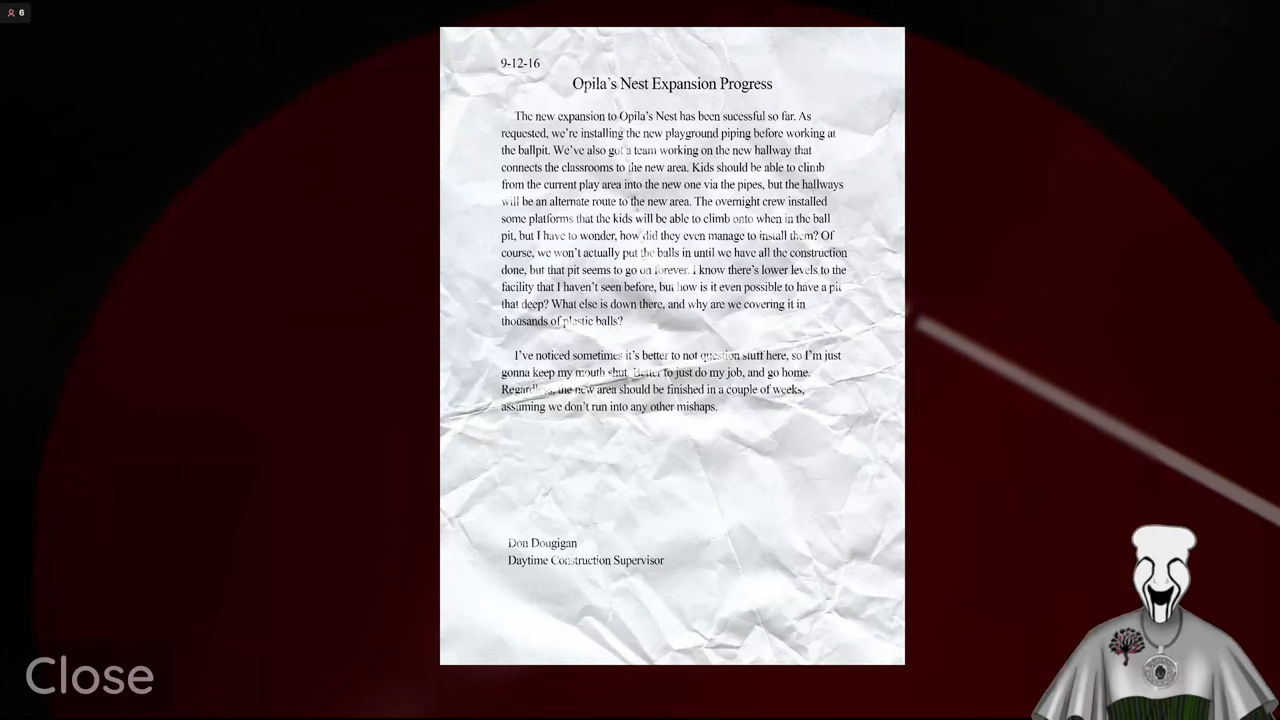 6
9-12-16
Opila's Nest Expansion Progress
The new expansion to Opila's Nest has been sucessful so far. As
requested, we're installing the new playground piping before working at
the ballpit. We've also got a team working on the new hallway that
connects the classrooms to the new area. Kids should be able to climb
from the current play area into the new one via the pipes, but the hallways
will be an alternate route to the new area. The overnight crew installed
some platforms that the kids will be able to climb onto when in the ball
pit, but I have to wonder, how did they even manage to install them? Of
course, we won't actually put the balls in until we have all the construction
done, but that pit seems to go on forever. I know there's lower levels to the
facility that I haven't seen before, but how is it even possible to have a pit
that deep? What else is down there, and why are we covering it in
thousands of plastic balls?
I've noticed sometimes it's better to not question stuff here, so I'm just
gonna keep my mouth shut. Better to just do my job, and go home.
Regardless, the new area should be finished in a couple of weeks,
assuming we don't run into any other mishaps.
Don Dougigan
Daytime Construction Supervisor
Close